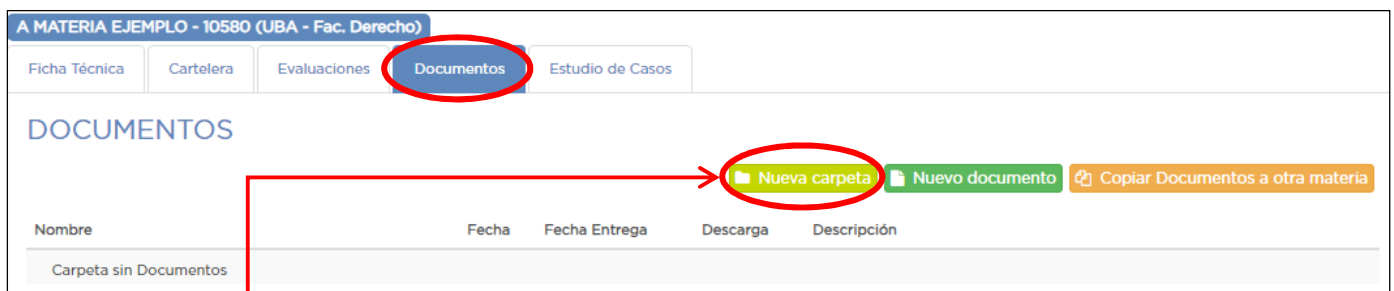 A MATERIA EJEMPLO - 10580 (UBA - Fac. Derecho)
Ficha Técnica Cartelera Evaluaciones Documentos Estudio de Casos
DOCUMENTOS
Nueva carpeta Nuevo documento Copiar Documentos a otra materia
Nombre Fecha Fecha Entrega Descarga Descripción
Carpeta sin Documentos